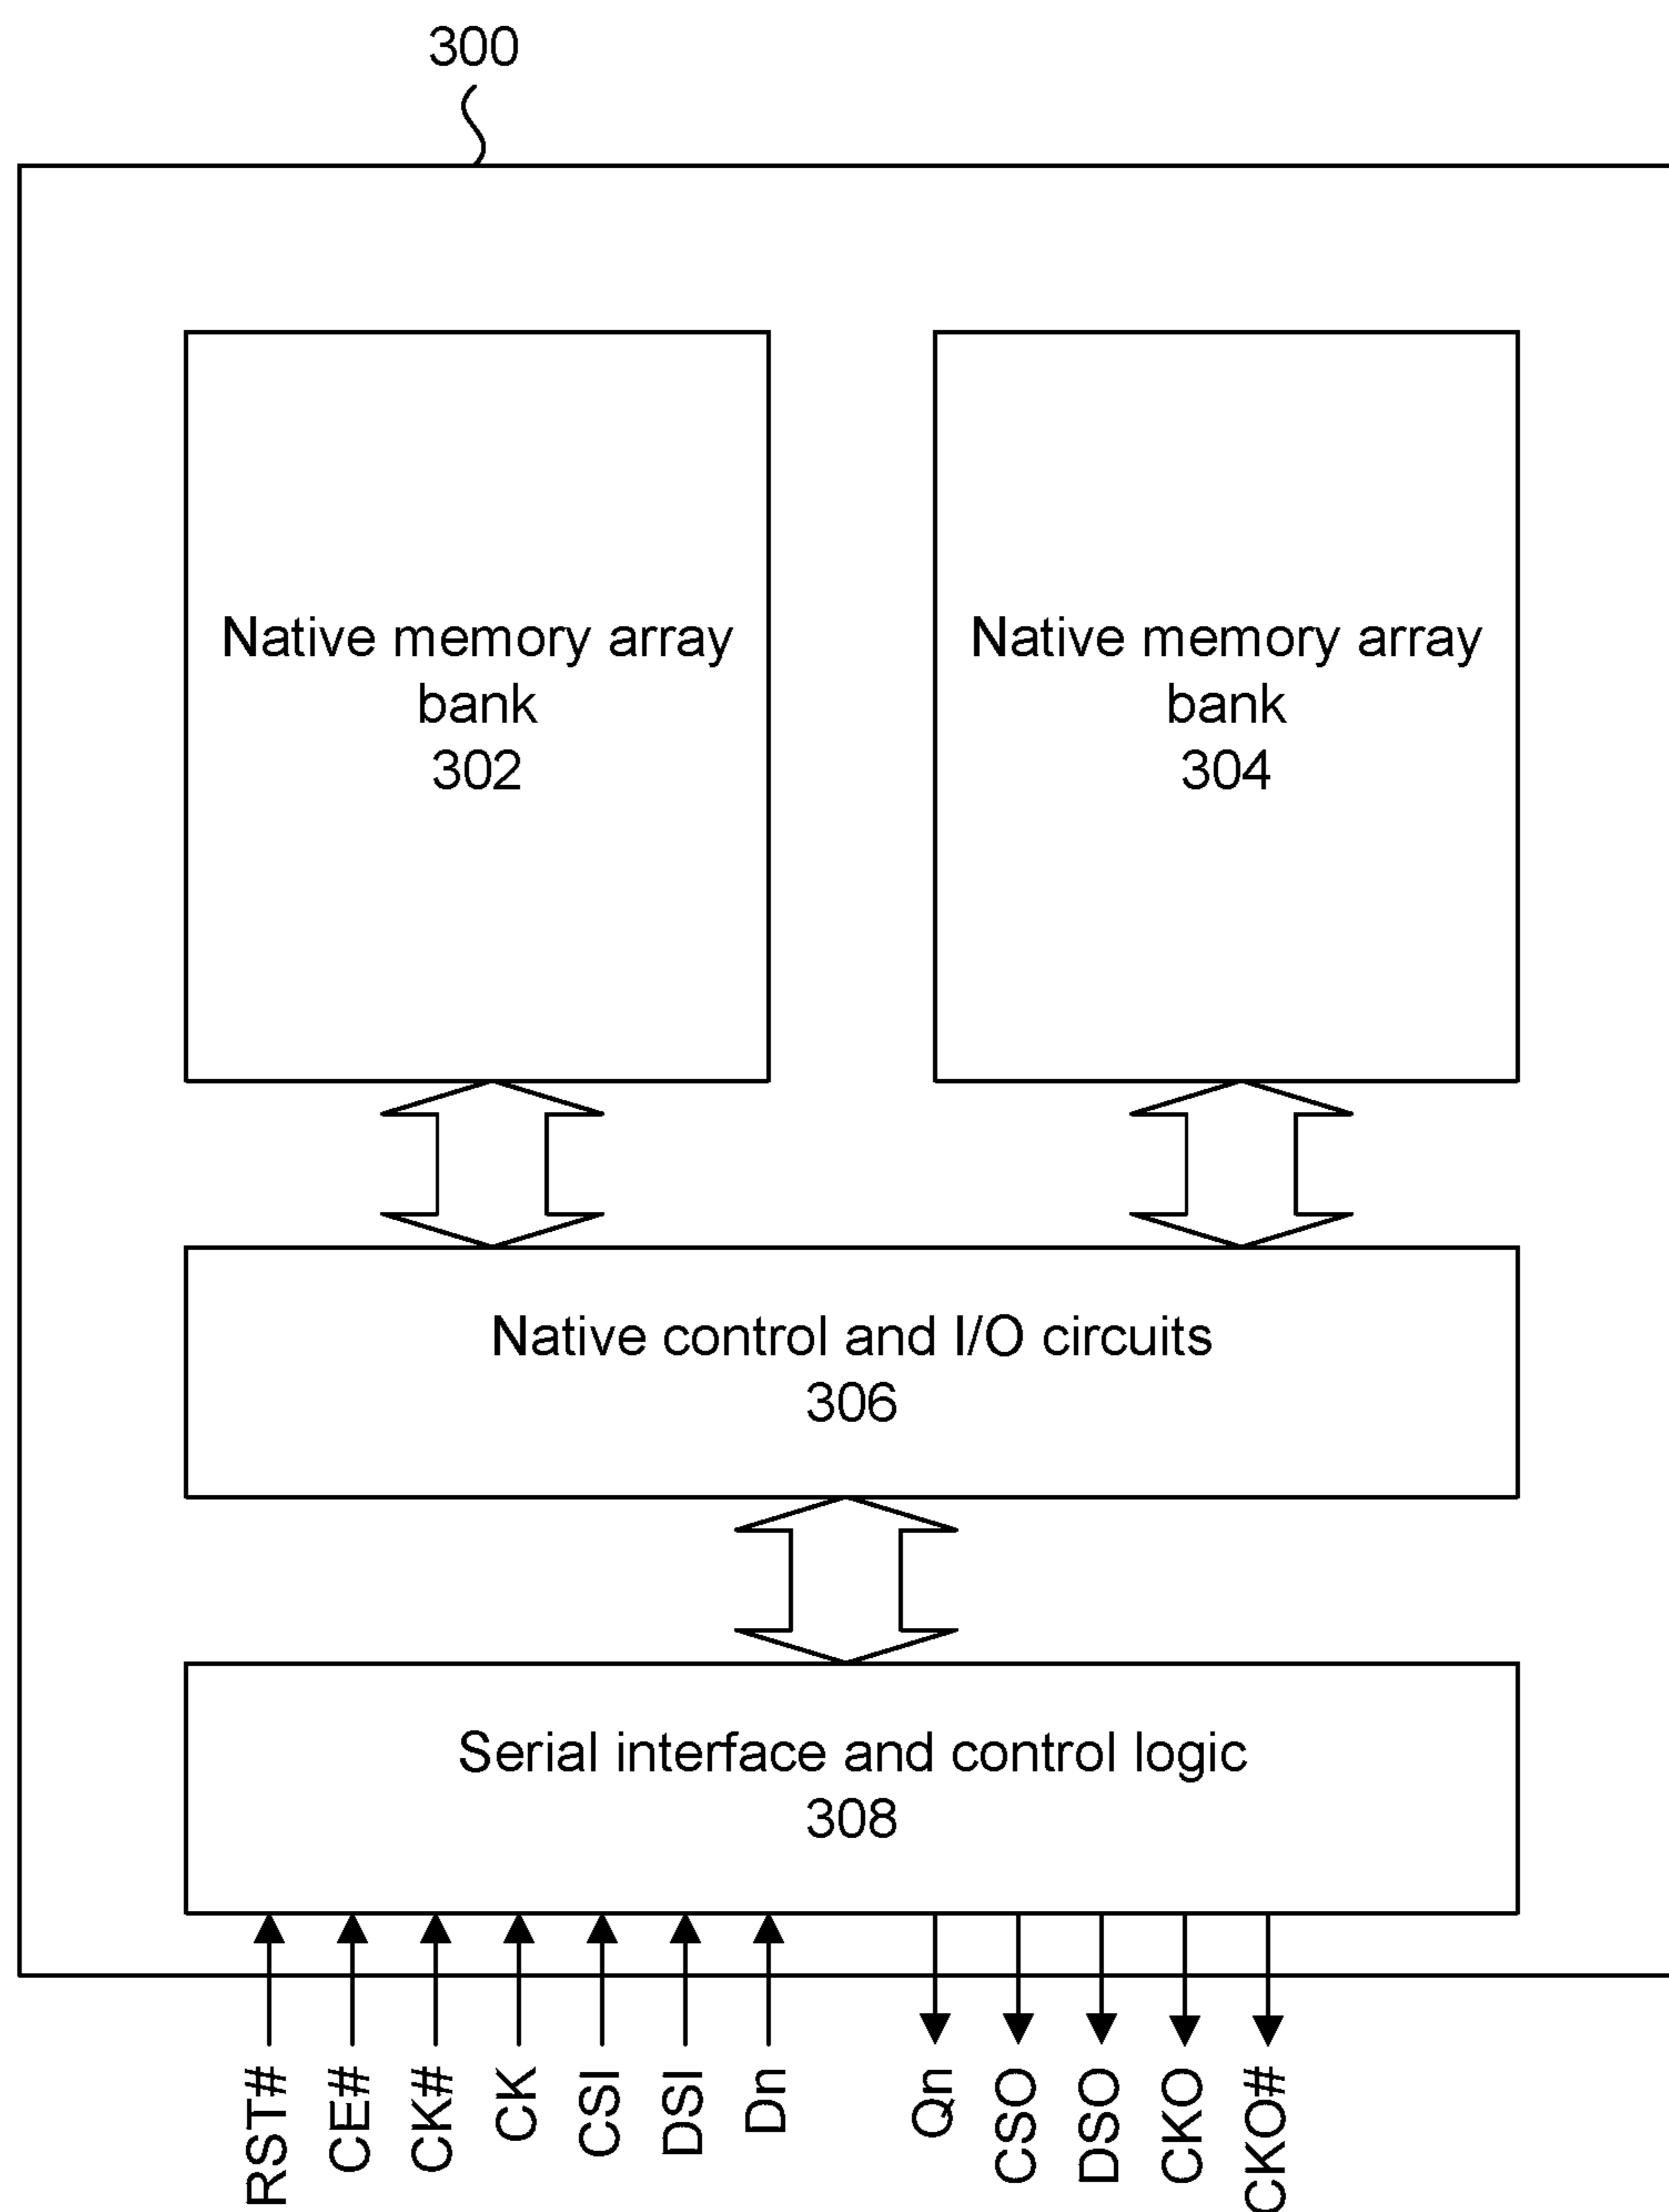 300
Native memory array
bank
302
Native memory array
bank
304
Native control and I/O circuits
306
Serial interface and control logic
308
RST#
CE#
CK#
CK
CSI
DSI
Dn
Qn
CSO
DSO
CKO
CKO#